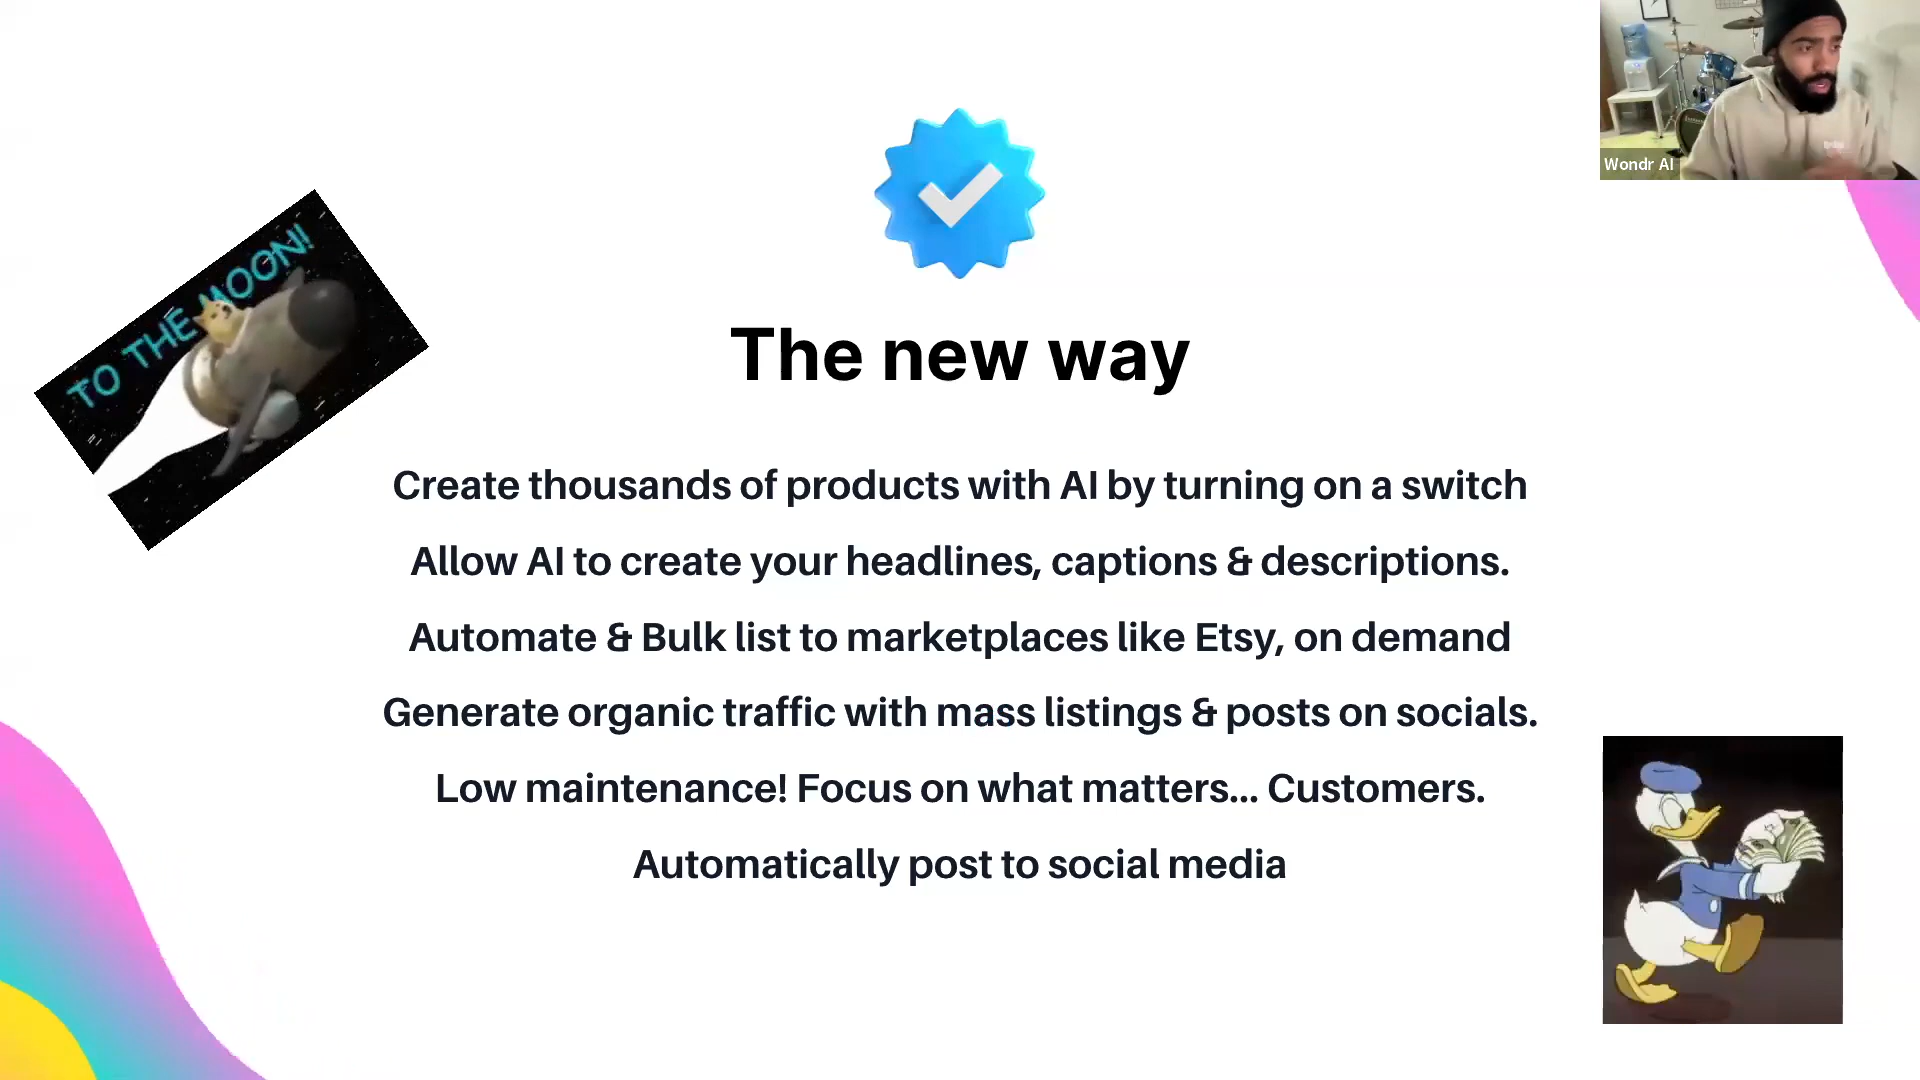 Wondr AI
TO THE MOON!!
The new way
Create thousands of products with AI by turning on a switch
Allow AI to create your headlines, captions & descriptions.
Automate & Bulk list to marketplaces like Etsy, on demand
Generate organic traffic with mass listings & posts on socials.
Low maintenance! Focus on what matters... Customers.
Automatically post to social media